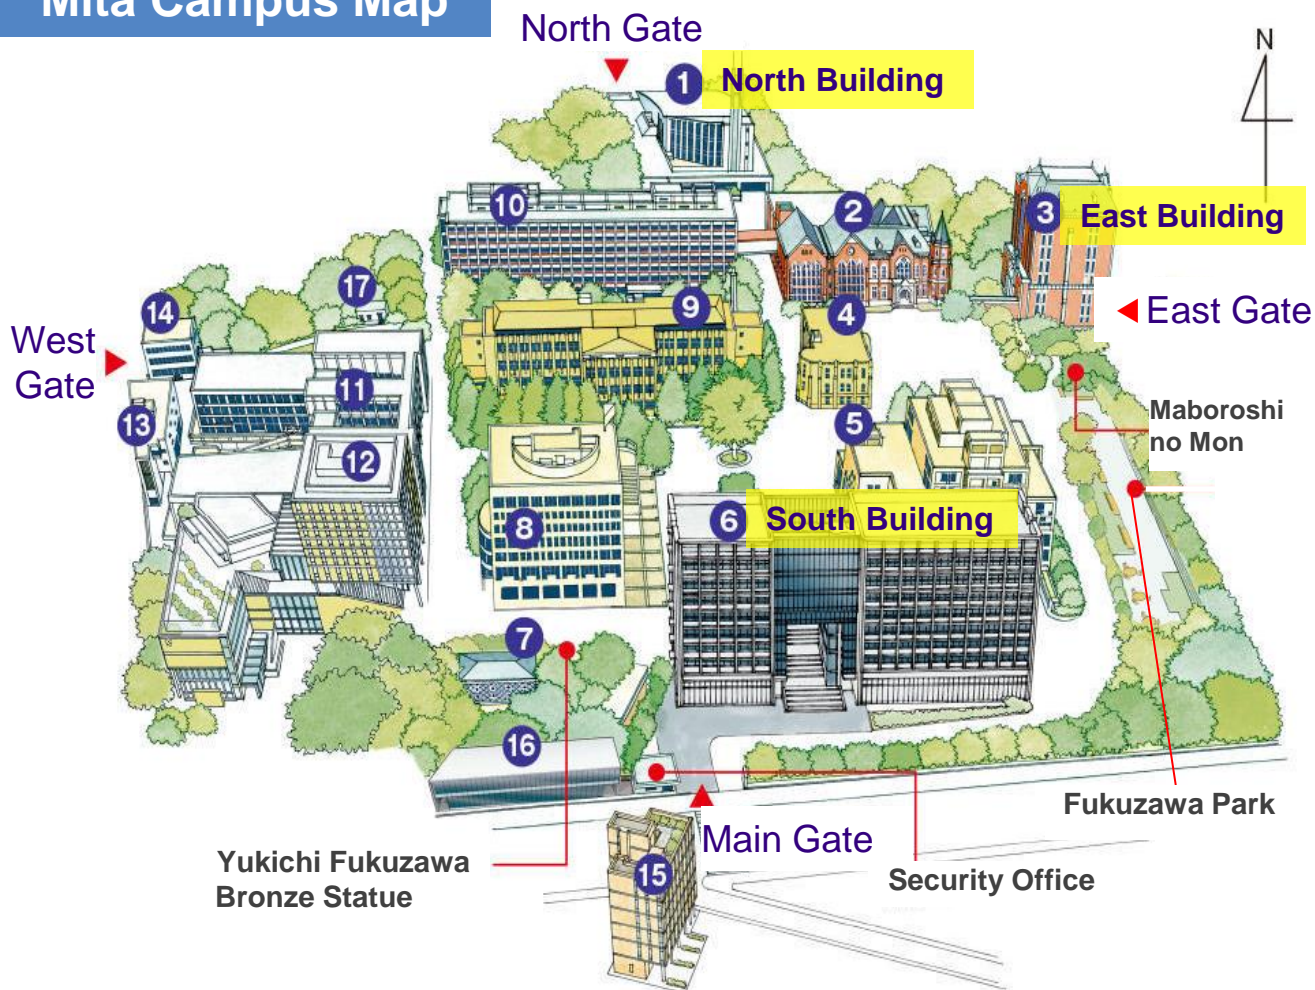 Mita Campus Map
North Gate
N
1 North Building
10
2
3 East Building
17
14
9
4
East Gate
West
Gate
11
13
Maboroshi
no Mon
5
12
8
6 South Building
7
16
Fukuzawa Park
Main Gate
Yukichi Fukuzawa
Bronze Statue
15
Security Office